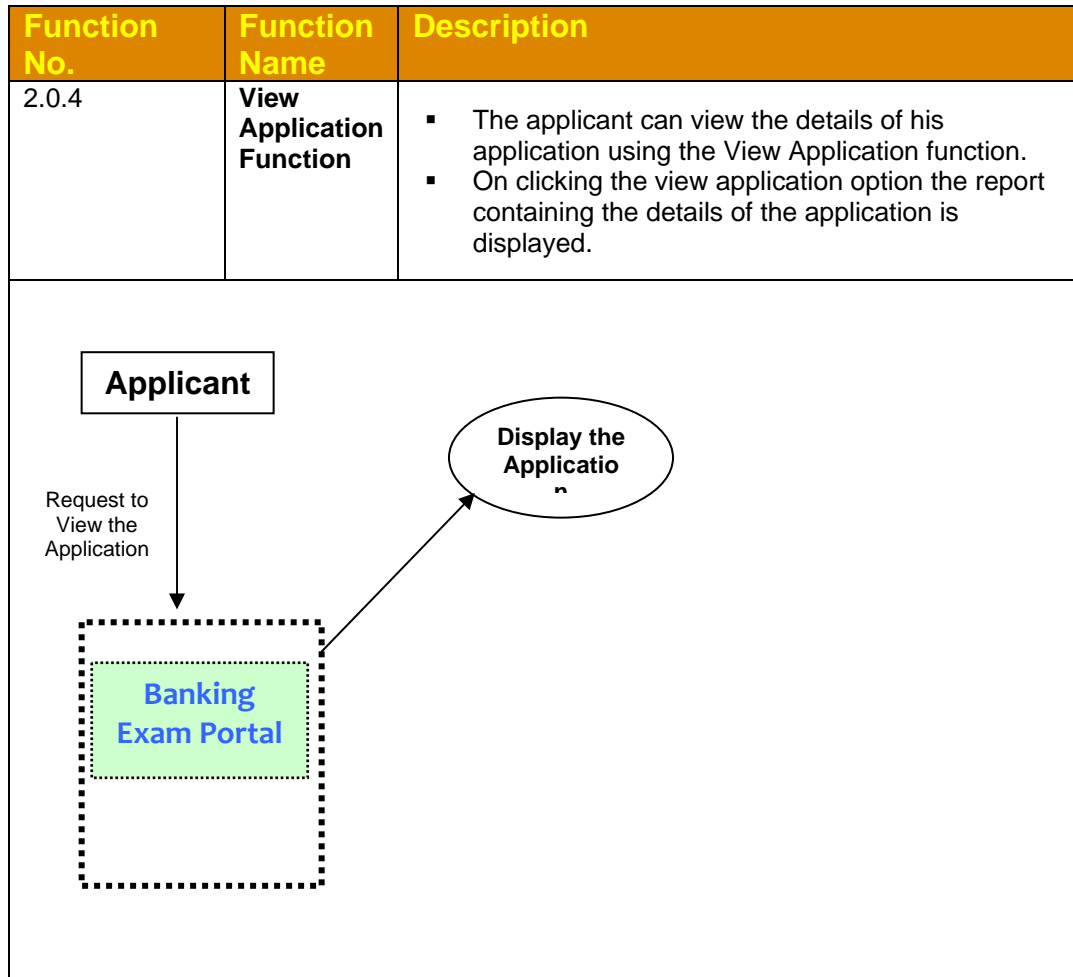 Function
No.
Function
Name
Description
2.0.4
View
Application
Function
▪ The applicant can view the details of his
application using the View Application function.
▪ On clicking the view application option the report
containing the details of the application is
displayed.
Applicant
Request to
View the
Application
Display the
Applicatio
n
Banking
Exam Portal